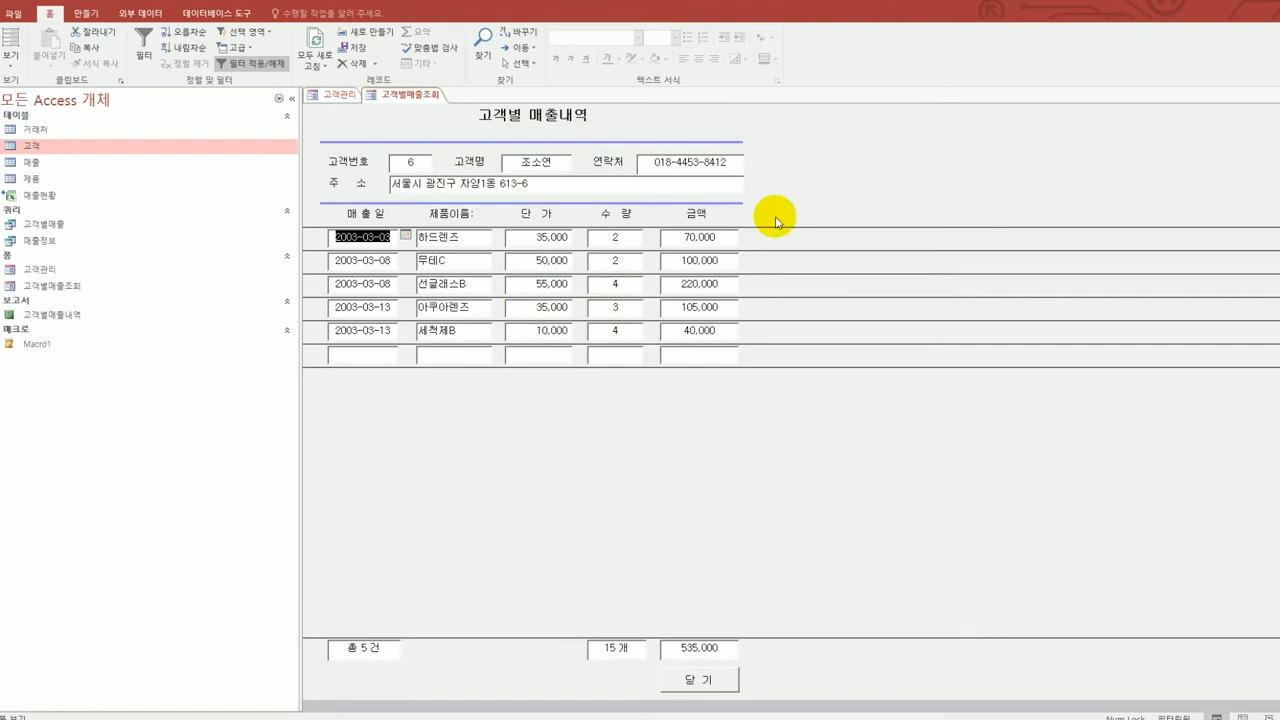 파일 홈 만들기 외부 데이터 데이터베이스 도구 수행할 작업을 알려 주세요.
보기 붙여넣기 잘라내기 복사 서식 복사 필터 오름차순 내림차순 정렬 제거 선택 영역 고급 필터 적용/해제 모두 새로 고침 새로 만들기 저장 삭제 요약 맞춤법 검사 기타 찾기 바꾸기 이동 선택 가 가 가 가
보기 클립보드 정렬 및 필터 레코드 찾기 텍스트 서식
모든 Access 개체
테이블
거래처
고객
매출
제품
매출현황
쿼리
고객별매출
매출정보
폼
고객관리
고객별매출조회
보고서
고객별매출내역
매크로
Macro1
고객관리 고객별매출조회
고객별 매출내역
고객번호 6 고객명 조소연 연락처 018-4453-8412
주 소 서울시 광진구 자양1동 613-6
매 출 일 제품이름: 단 가 수 량 금액
2003-03-03 하드렌즈 35,000 2 70,000
2003-03-08 무테C 50,000 2 100,000
2003-03-08 선글래스B 55,000 4 220,000
2003-03-13 아쿠아렌즈 35,000 3 105,000
2003-03-13 세척제B 10,000 4 40,000
총 5 건 15 개 535,000
닫 기
폼 보기 Num Lock 필터링됨